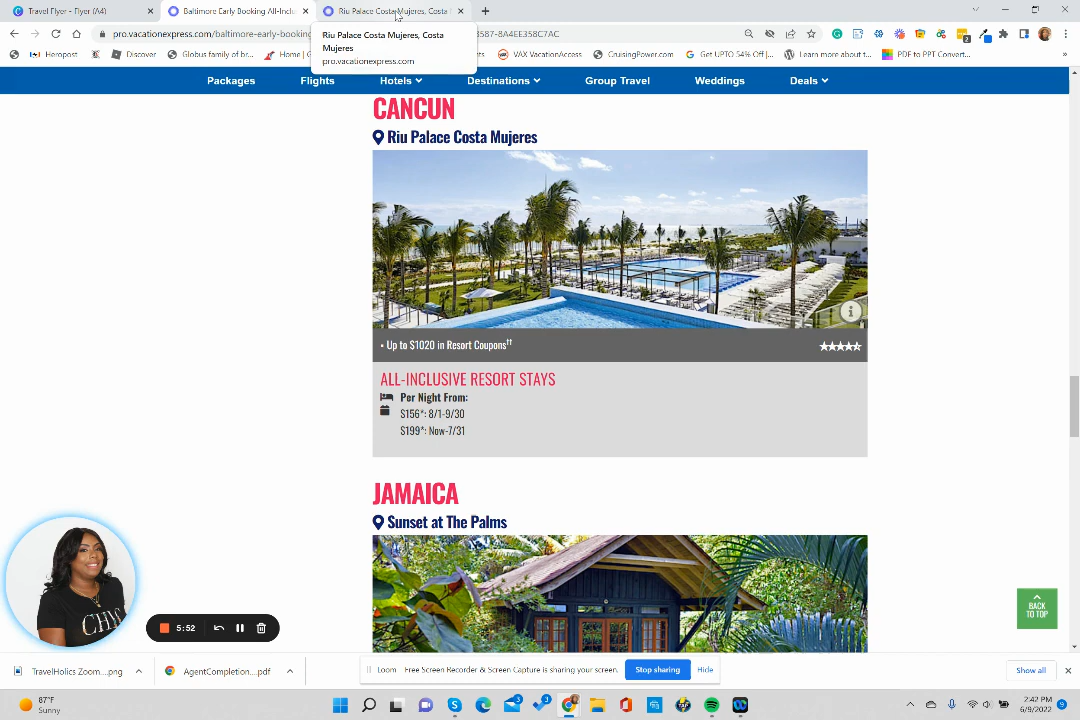 Travel Flyer - Flyer (A4)
Baltimore Early Booking All-Inclu
Riu Palace Costa Mujeres, Costa
pro.vacationexpress.com/baltimore-early-booking
3587-8A4EE358C7AC
Riu Palace Costa Mujeres, Costa
Mujeres
pro.vacationexpress.com
Apps
Heropost
Discover
Globus family of br...
Home |
VAX VacationAccess
CruisingPower.com
Get UPTO 54% Off |...
Learn more about...
PDF to PPT Convert...
Packages
Flights
Hotels
Destinations
Group Travel
Weddings
Deals
CANCUN
Riu Palace Costa Mujeres
• Up to $1020 in Resort Coupons††
ALL-INCLUSIVE RESORT STAYS
Per Night From:
$156*: 8/1-9/30
$199*: Now-7/31
JAMAICA
Sunset at The Palms
BACK
TO TOP
CHM
5:52
TravelHolics Zoom....png
AgentCompletion....pdf
Free Screen Recorder & Screen Capture is sharing your screen.
Loom
Stop sharing
Hide
Show all
87°F
Sunny
2:42 PM
6/9/2022